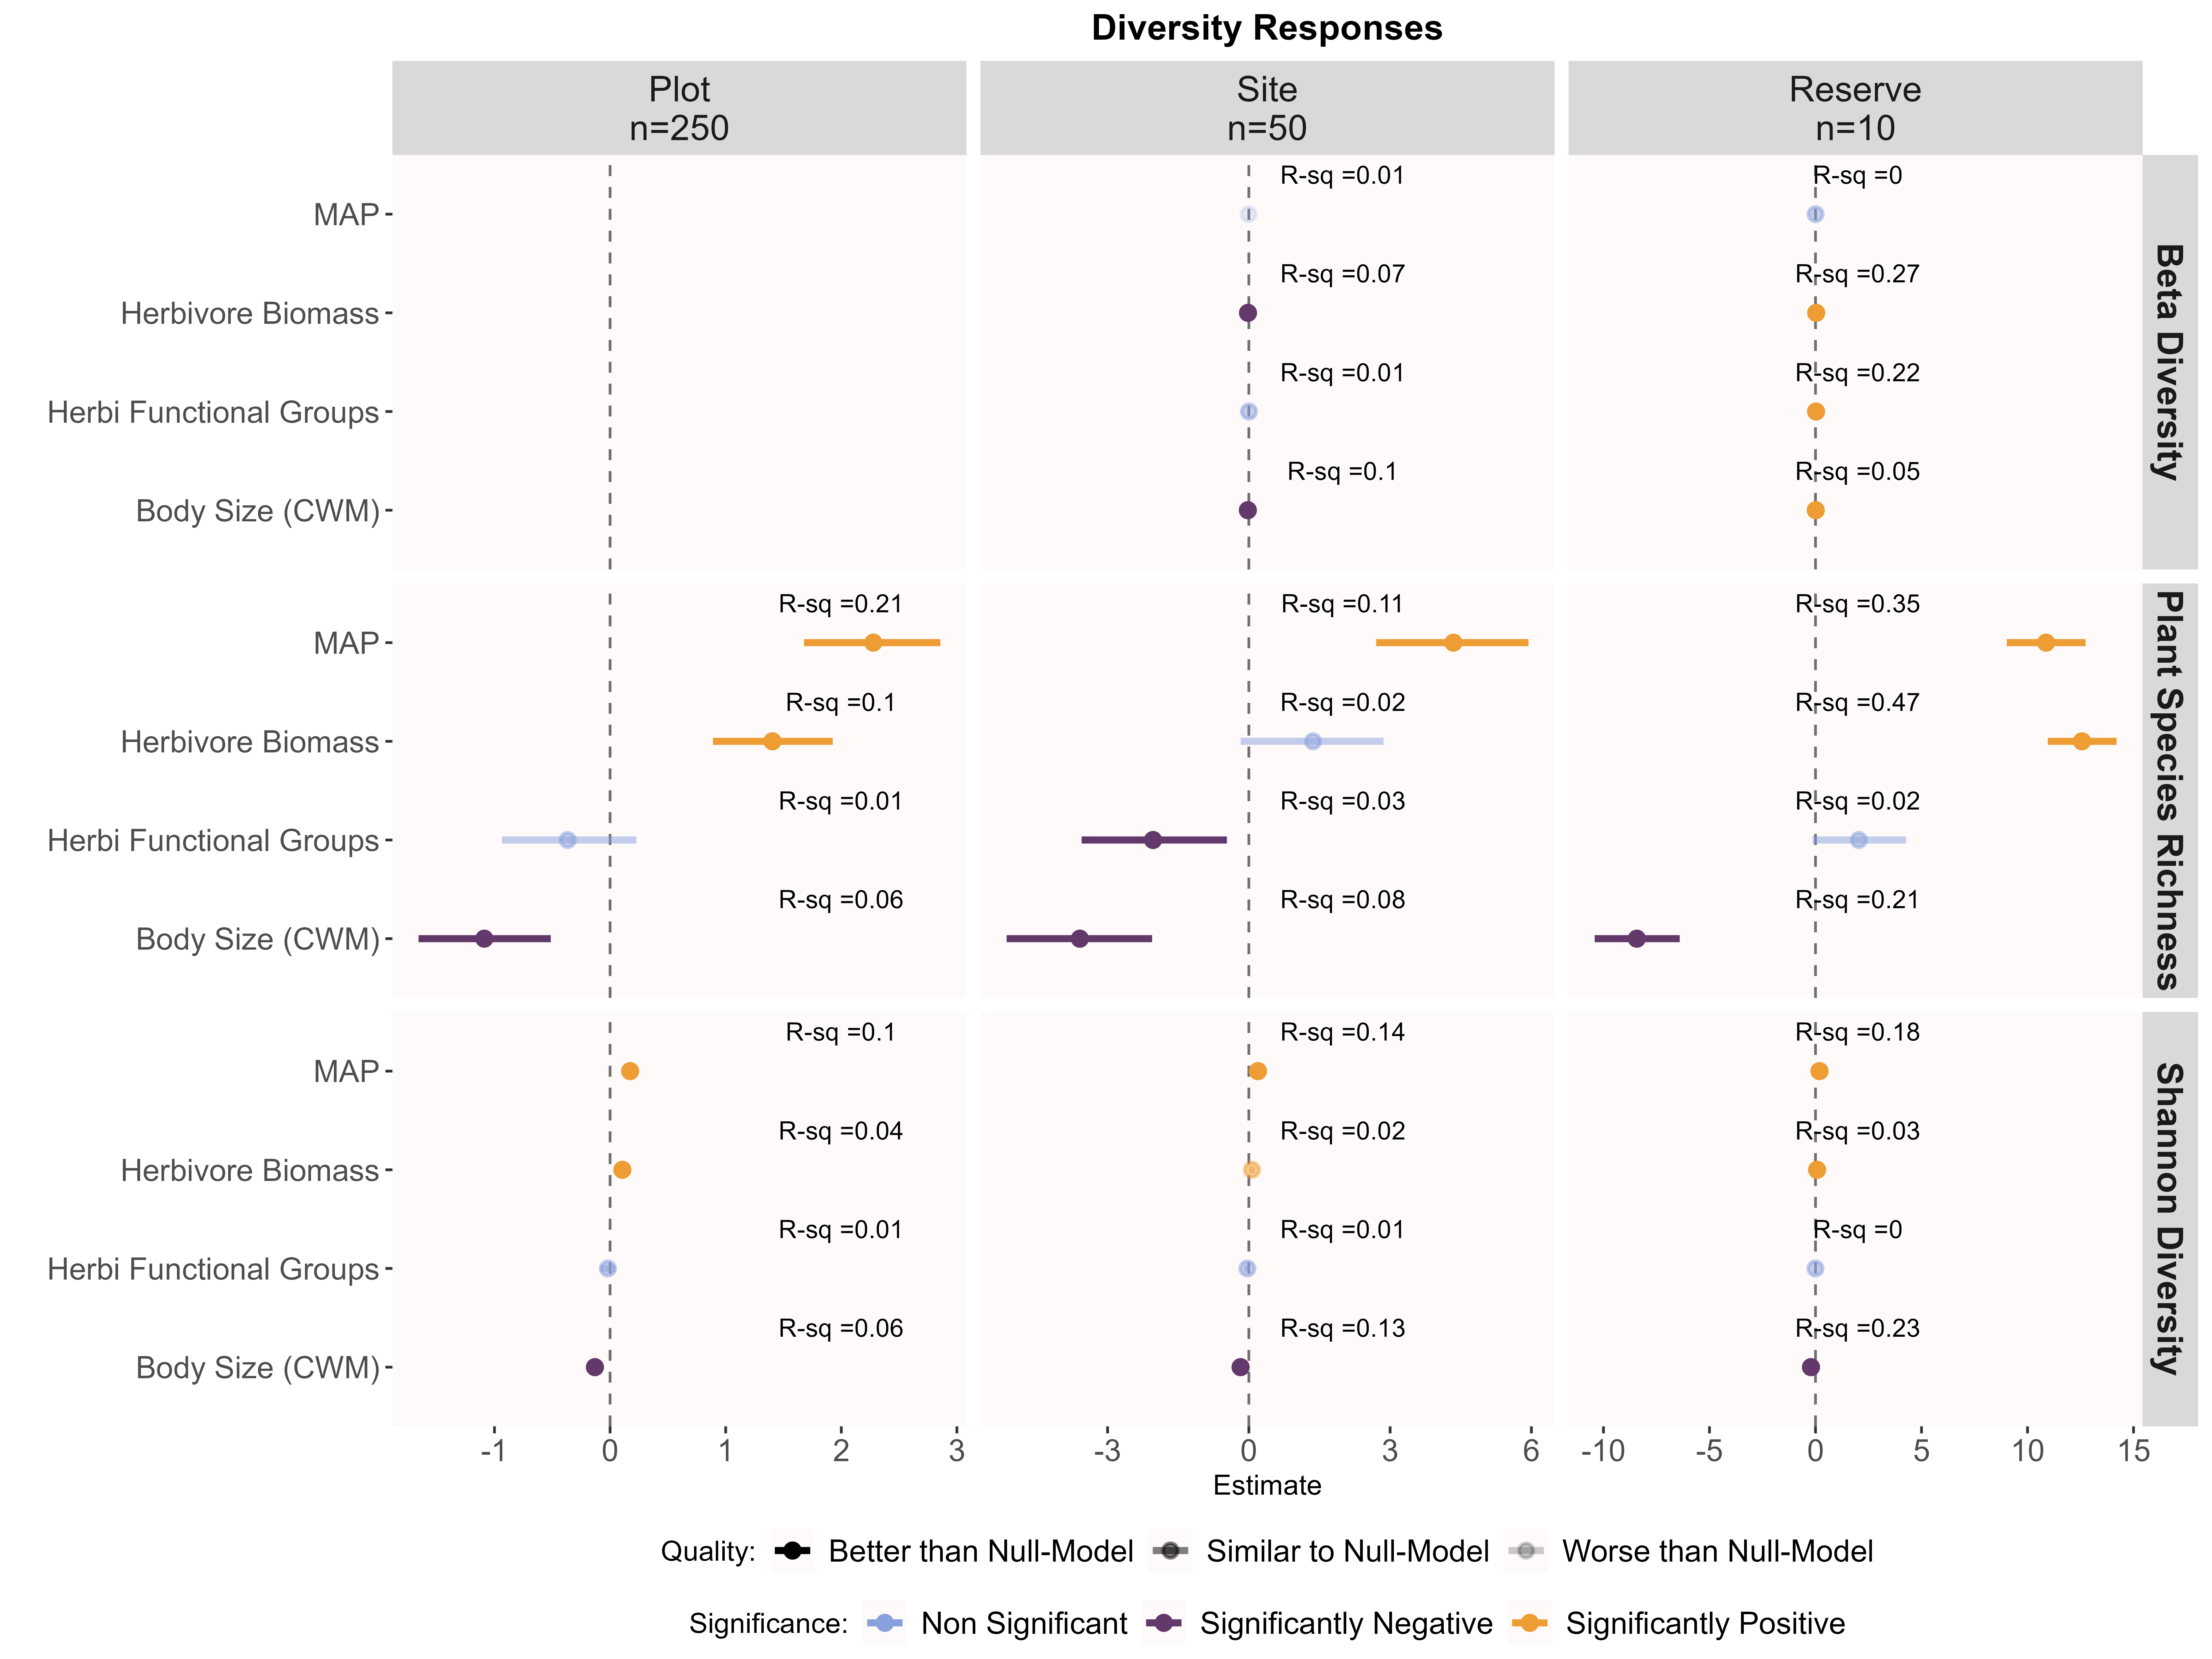 Diversity Responses
Plot
n=250
Site
n=50
Reserve
n=10
Beta Diversity
MAP
R-sq =0.01
R-sq =0
Herbivore Biomass
R-sq =0.07
R-sq =0.27
Herbi Functional Groups
R-sq =0.01
R-sq =0.22
Body Size (CWM)
R-sq =0.1
R-sq =0.05
Plant Species Richness
MAP
R-sq =0.21
R-sq =0.11
R-sq =0.35
Herbivore Biomass
R-sq =0.1
R-sq =0.02
R-sq =0.47
Herbi Functional Groups
R-sq =0.01
R-sq =0.03
R-sq =0.02
Body Size (CWM)
R-sq =0.06
R-sq =0.08
R-sq =0.21
Shannon Diversity
MAP
R-sq =0.1
R-sq =0.14
R-sq =0.18
Herbivore Biomass
R-sq =0.04
R-sq =0.02
R-sq =0.03
Herbi Functional Groups
R-sq =0.01
R-sq =0.01
R-sq =0
Body Size (CWM)
R-sq =0.06
R-sq =0.13
R-sq =0.23
-1 0 1 2 3
-3 0 3 6
-10 -5 0 5 10 15
Estimate
Quality: Better than Null-Model Similar to Null-Model Worse than Null-Model
Significance: Non Significant Significantly Negative Significantly Positive